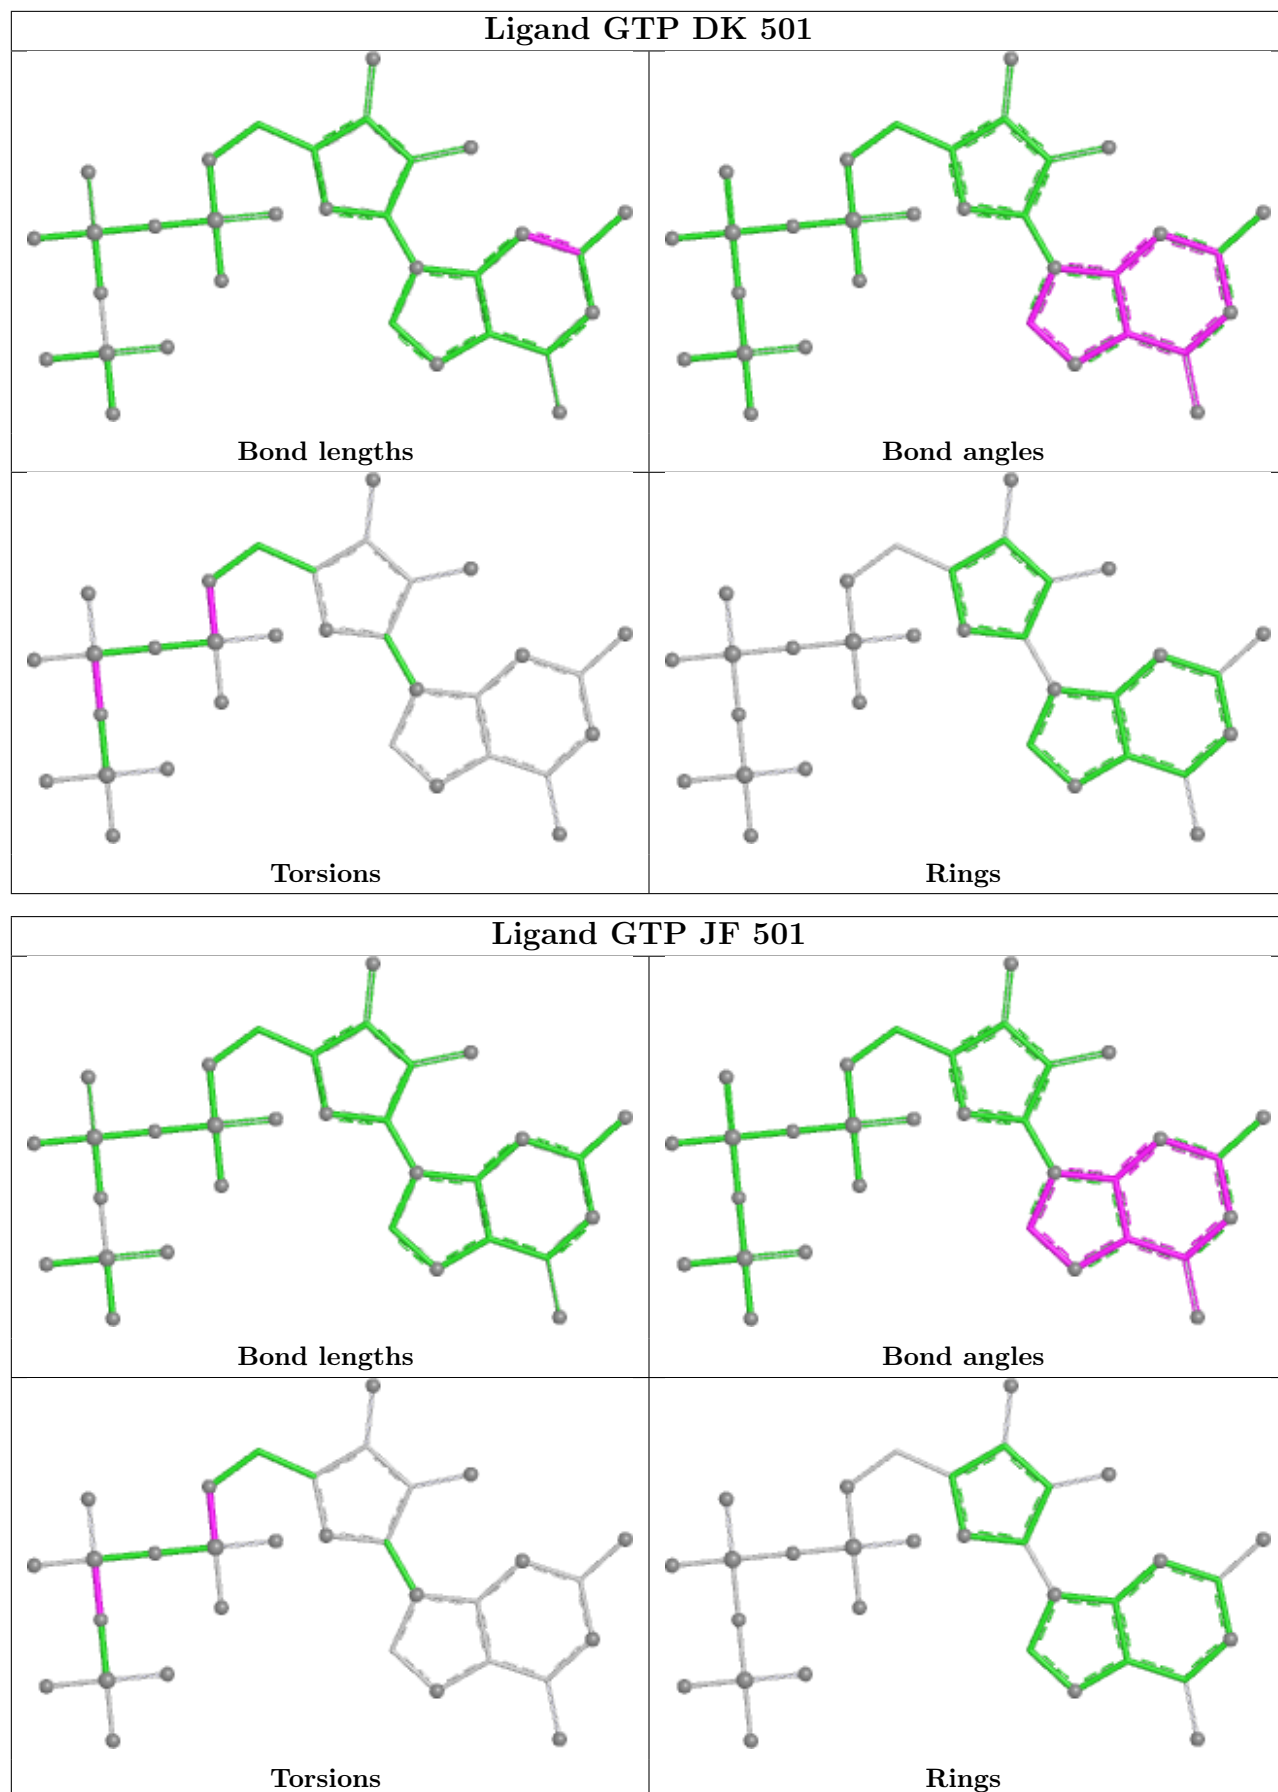 Ligand GTP DK 501
Bond lengths
Bond angles
Torsions
Rings
Ligand GTP JF 501
Bond lengths
Bond angles
Torsions
Rings